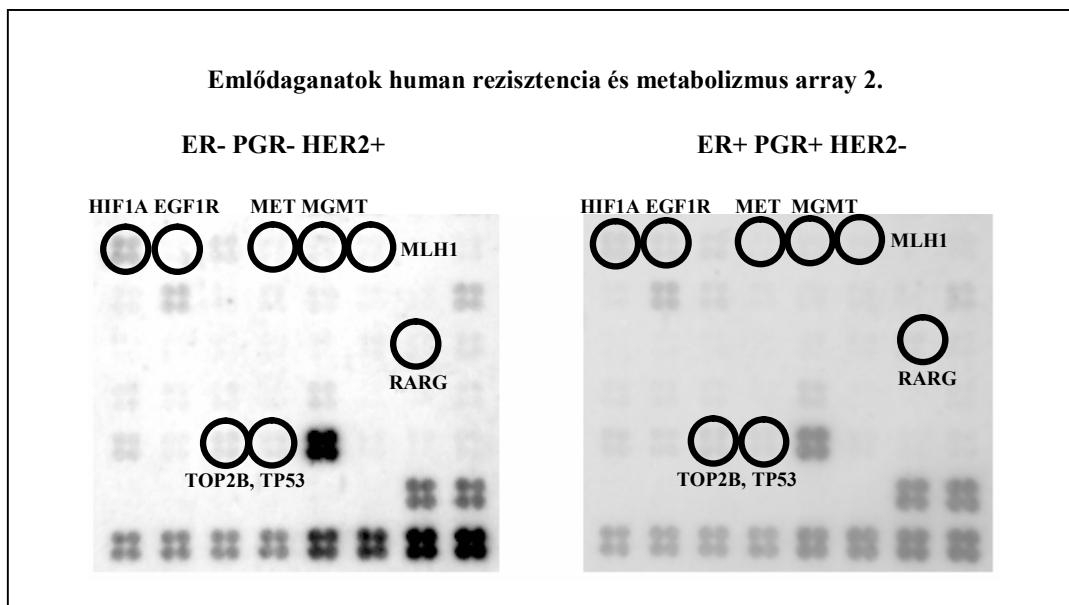 Emlődaganatok human rezisztencia és metabolizmus array 2.
ER- PGR- HER2+
ER+ PGR+ HER2-
HIF1A EGF1R MET MGMT
HIF1A EGF1R MET MGMT
MLH1
MLH1
RARG
RARG
TOP2B, TP53
TOP2B, TP53